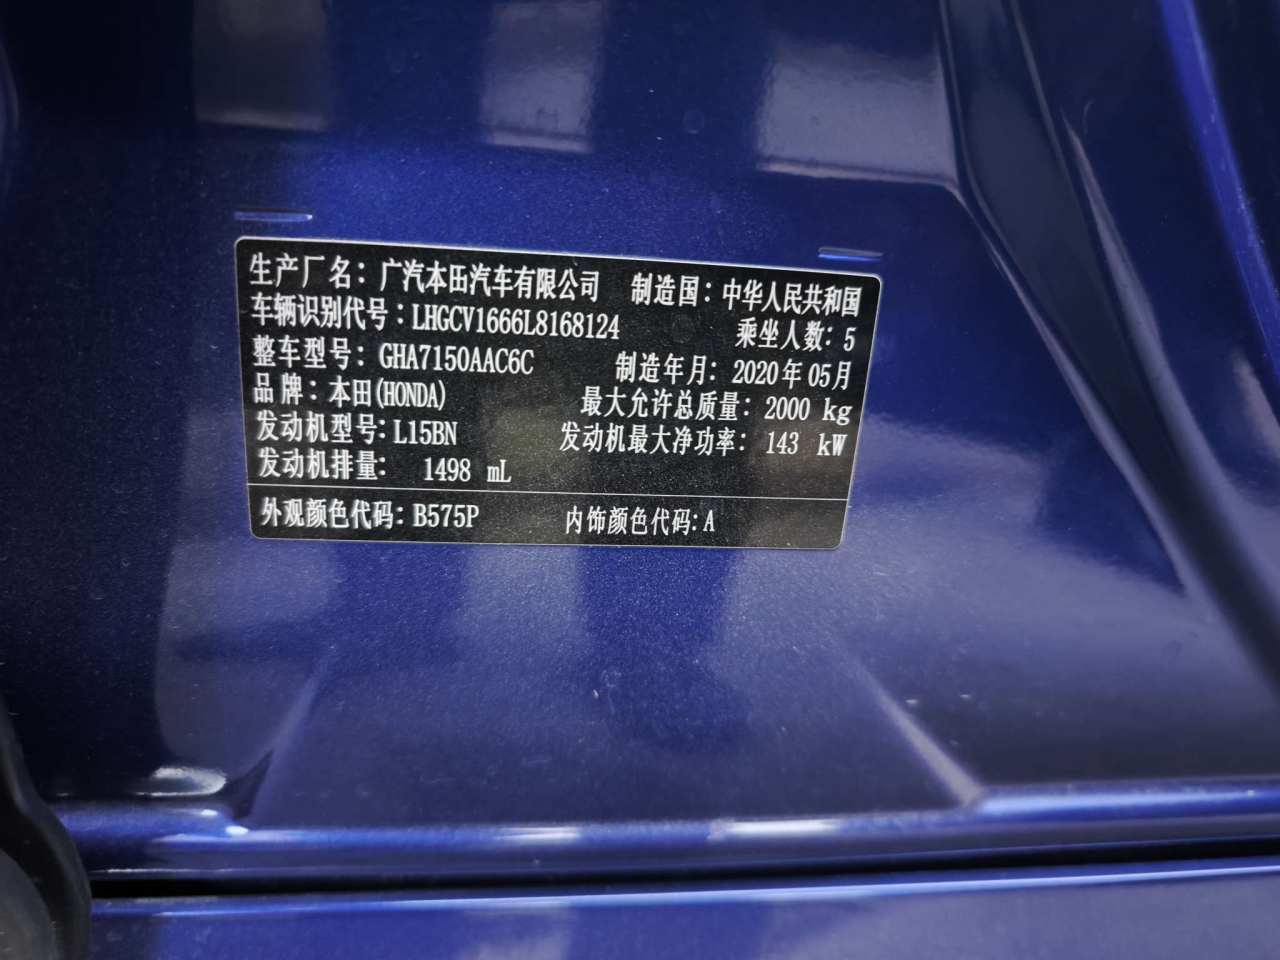 生产厂名：广汽本田汽车有限公司 制造国：中华人民共和国
车辆识别代号：LHGCV1666L8168124 乘坐人数：5
整车型号：GHA7150AAC6C 制造年月：2020年05月
品牌：本田(HONDA) 最大允许总质量：2000 kg
发动机型号：L15BN 发动机最大净功率：143 kW
发动机排量： 1498 mL
外观颜色代码：B575P 内饰颜色代码：A